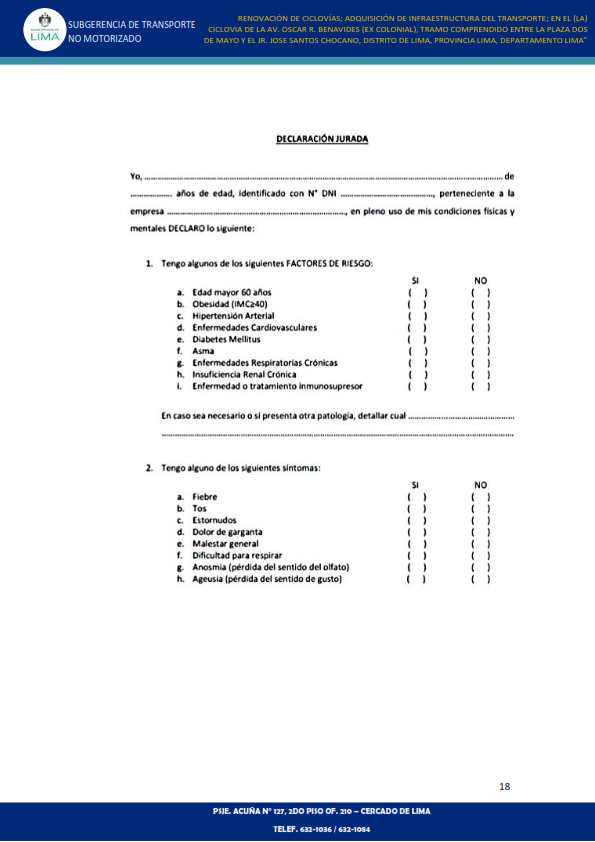 LIMA
SUBGERENCIA DE TRANSPORTE
NO MOTORIZADO
RENOVACIÓN DE CICLOVÍAS; ADQUISICIÓN DE INFRAESTRUCTURA DEL TRANSPORTE; EN EL (LA)
CICLOVIA DE LA AV. OSCAR R. BENAVIDES (EX COLONIAL), TRAMO COMPRENDIDO ENTRE LA PLAZA DOS
DE MAYO Y EL JR. JOSE SANTOS CHOCANO, DISTRITO DE LIMA, PROVINCIA LIMA, DEPARTAMENTO LIMA"
DECLARACIÓN JURADA
Yo, ............................................................ de
................ años de edad, identificado con N° DNI ................................, perteneciente a la
empresa ............................................................, en pleno uso de mis condiciones físicas y
mentales DECLARO lo siguiente:
1. Tengo algunos de los siguientes FACTORES DE RIESGO:
SI NO
a. Edad mayor 60 años ( ) ( )
b. Obesidad (IMC≥40) ( ) ( )
c. Hipertensión Arterial ( ) ( )
d. Enfermedades Cardiovasculares ( ) ( )
e. Diabetes Mellitus ( ) ( )
f. Asma ( ) ( )
g. Enfermedades Respiratorias Crónicas ( ) ( )
h. Insuficiencia Renal Crónica ( ) ( )
i. Enfermedad o tratamiento inmunosupresor ( ) ( )
En caso sea necesario o si presenta otra patología, detallar cual ........................................
............................................................
2. Tengo alguno de los siguientes síntomas:
SI NO
a. Fiebre ( ) ( )
b. Tos ( ) ( )
c. Estornudos ( ) ( )
d. Dolor de garganta ( ) ( )
e. Malestar general ( ) ( )
f. Dificultad para respirar ( ) ( )
g. Anosmia (pérdida del sentido del olfato) ( ) ( )
h. Ageusia (pérdida del sentido de gusto) ( ) ( )
18
PSJE. ACUÑA N° 127, 2DO PISO OF. 210 – CERCADO DE LIMA
TELEF. 632-1036 / 632-1084